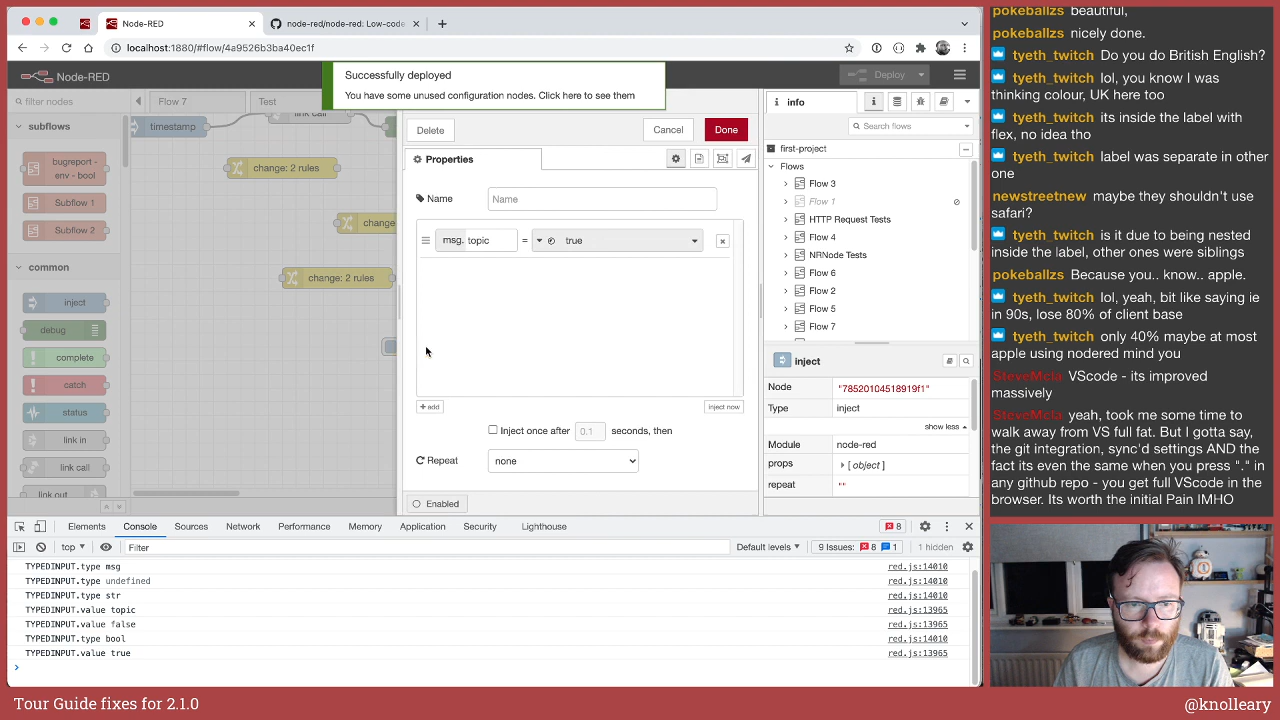 Node-RED
node-red/node-red: Low-code
localhost:1880/#flow/4a9526b3ba40ec1f
Node-RED
Deploy
Successfully deployed
You have some unused configuration nodes. Click here to see them
filter nodes
Flow 7
Test
subflows
bugreport -
env - bool
Subflow 1
Subflow 2
common
inject
debug
complete
catch
status
link in
link call
link out
timestamp
link call
change: 2 rules
change
change: 2 rules
Delete
Cancel
Done
Properties
Name
Name
msg. topic
=
true
add
inject now
Inject once after
0.1
seconds, then
Repeat
none
Enabled
info
Search flows
first-project
Flows
Flow 3
Flow 1
HTTP Request Tests
Flow 4
NRNode Tests
Flow 6
Flow 2
Flow 5
Flow 7
inject
Node
"78520104518919f1"
Type
inject
show less
Module
node-red
props
[ object ]
repeat
""
Elements
Console
Sources
Network
Performance
Memory
Application
Security
Lighthouse
8
top
Filter
Default levels
9 Issues:
8
1
1 hidden
TYPEDINPUT.type msg
red.js:14010
TYPEDINPUT.type undefined
red.js:14010
TYPEDINPUT.type str
red.js:14010
TYPEDINPUT.value topic
red.js:13965
TYPEDINPUT.value false
red.js:13965
TYPEDINPUT.type bool
red.js:14010
TYPEDINPUT.value true
red.js:13965
pokeballzs beautiful,
pokeballzs nicely done.
tyeth_twitch Do you do British English?
tyeth_twitch lol, you know I was
thinking colour, UK here too
tyeth_twitch its inside the label with
flex, no idea tho
tyeth_twitch label was separate in other
one
newstreetnew maybe they shouldn't use
safari?
tyeth_twitch is it due to being nested
inside the label, other ones were siblings
pokeballzs Because you.. know.. apple.
tyeth_twitch lol, yeah, bit like saying ie
in 90s, lose 80% of client base
tyeth_twitch only 40% maybe at most
apple using nodered mind you
SteveMcla VScode - its improved
massively
SteveMcla yeah, took me some time to
walk away from VS full fat. But I gotta say,
the git integration, sync'd settings AND the
fact its even the same when you press "." in
any github repo - you get full VScode in the
browser. Its worth the initial Pain IMHO
Tour Guide fixes for 2.1.0
@knolleary